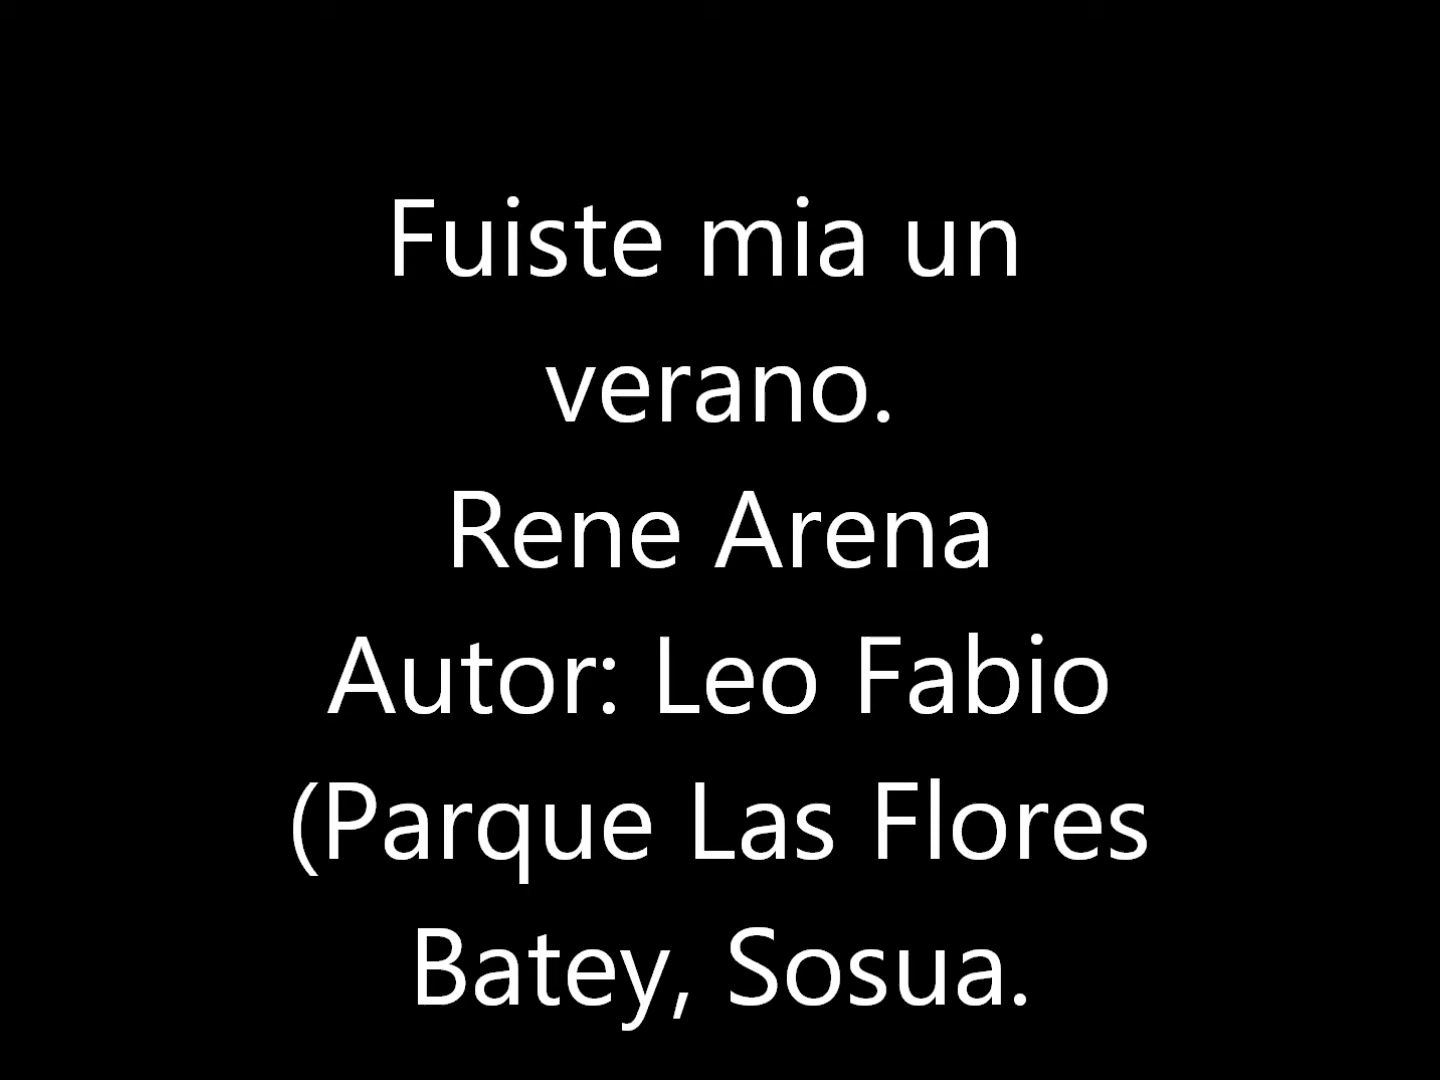 Fuiste mia un
verano.
Rene Arena
Autor: Leo Fabio
(Parque Las Flores
Batey, Sosua.